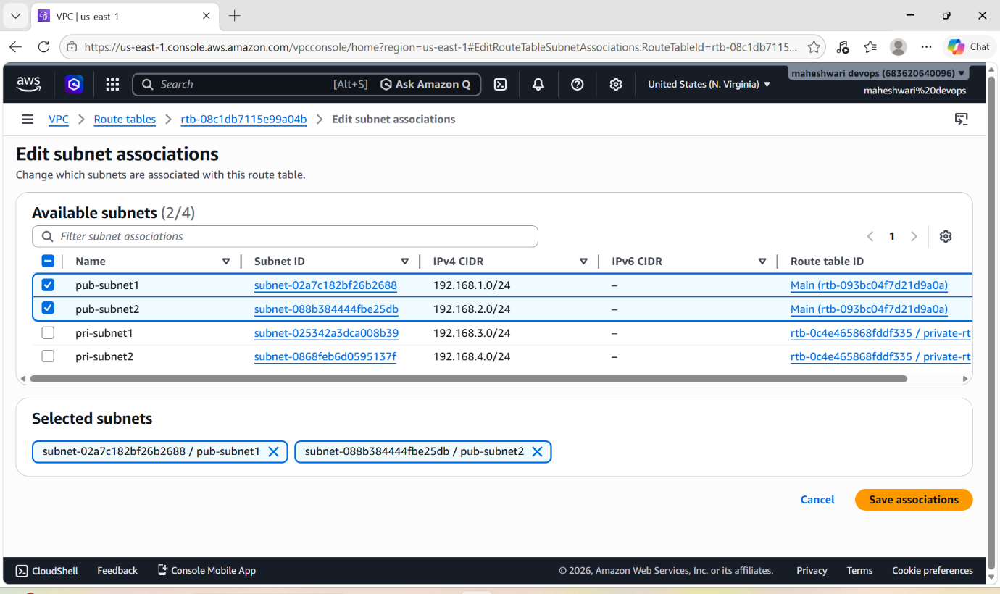 VPC | us-east-1
https://us-east-1.console.aws.amazon.com/vpcconsole/home?region=us-east-1#EditRouteTableSubnetAssociations:RouteTableId=rtb-08c1db7115...
Chat
aws
Search
[Alt+S]
Ask Amazon Q
United States (N. Virginia)
maheshwari devops (683620640096)
maheshwari%20devops
VPC
Route tables
rtb-08c1db7115e99a04b
Edit subnet associations
Edit subnet associations
Change which subnets are associated with this route table.
Available subnets (2/4)
Filter subnet associations
1
Name Subnet ID IPv4 CIDR IPv6 CIDR Route table ID
pub-subnet1 subnet-02a7c182bf26b2688 192.168.1.0/24 – Main (rtb-093bc04f7d21d9a0a)
pub-subnet2 subnet-088b384444fbe25db 192.168.2.0/24 – Main (rtb-093bc04f7d21d9a0a)
pri-subnet1 subnet-025342a3dca008b39 192.168.3.0/24 – rtb-0c4e465868fddf335 / private-rt
pri-subnet2 subnet-0868feb6d0595137f 192.168.4.0/24 – rtb-0c4e465868fddf335 / private-rt
Selected subnets
subnet-02a7c182bf26b2688 / pub-subnet1
subnet-088b384444fbe25db / pub-subnet2
Cancel
Save associations
CloudShell
Feedback
Console Mobile App
© 2026, Amazon Web Services, Inc. or its affiliates.
Privacy
Terms
Cookie preferences